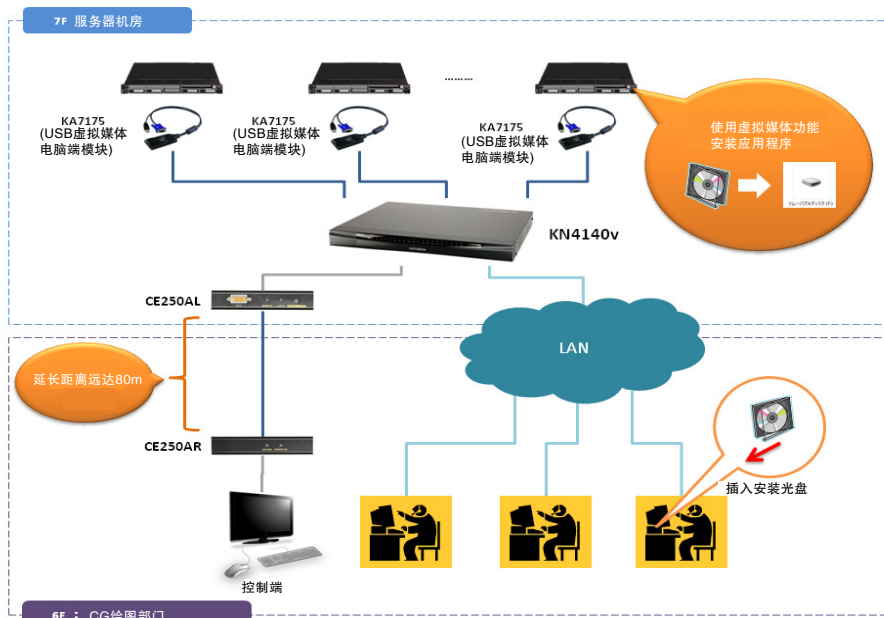 7F 服务器机房
KA7175
(USB虚拟媒体
电脑端模块)
KA7175
(USB虚拟媒体
电脑端模块)
………
KA7175
(USB虚拟媒体
电脑端模块)
使用虚拟媒体功能
安装应用程序
KN4140v
CE250AL
LAN
延长距离远达80m
CE250AR
插入安装光盘
控制端
6F ： CG绘图部门